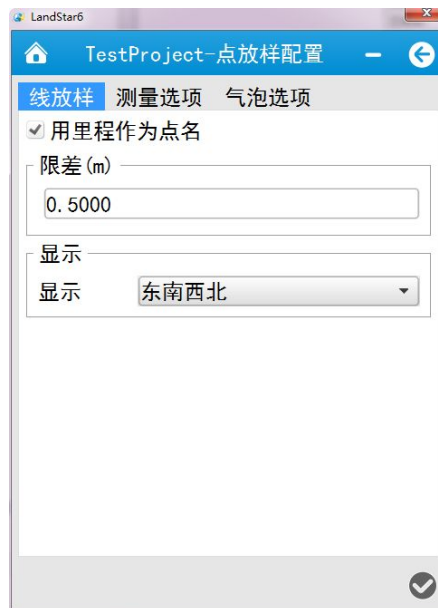 LandStar6
TestProject-点放样配置
线放样 测量选项 气泡选项
用里程作为点名
限差(m)
0.5000
显示
显示 东南西北